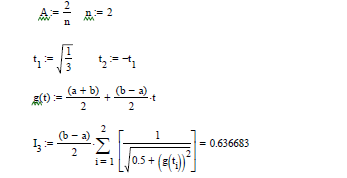 A := 2/n n := 2
t₁ := √(1/3) t₂ := -t₁
g(t) := (a + b)/2 + (b − a)/2 · t
I₃ := (b − a)/2 · ∑_{i = 1}^{2} [1/√(0.5 + (g(tᵢ))²)] = 0.636683